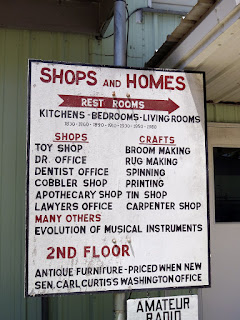 SHOPS AND HOMES
REST ROOMS
KITCHENS - BEDROOMS - LIVING ROOMS
SHOPS CRAFTS
TOY SHOP BROOM MAKING
DR. OFFICE RUG MAKING
DENTIST OFFICE SPINNING
COBBLER SHOP PRINTING
APOTHECARY SHOP TIN SHOP
LAWYERS OFFICE CARPENTER SHOP
MANY OTHERS
EVOLUTION OF MUSICAL INSTRUMENTS
2ND FLOOR
ANTIQUE FURNITURE - PRICED WHEN NEW
SEN. CARL CURTIS WASHINGTON OFFICE
AMATEUR
RADIO